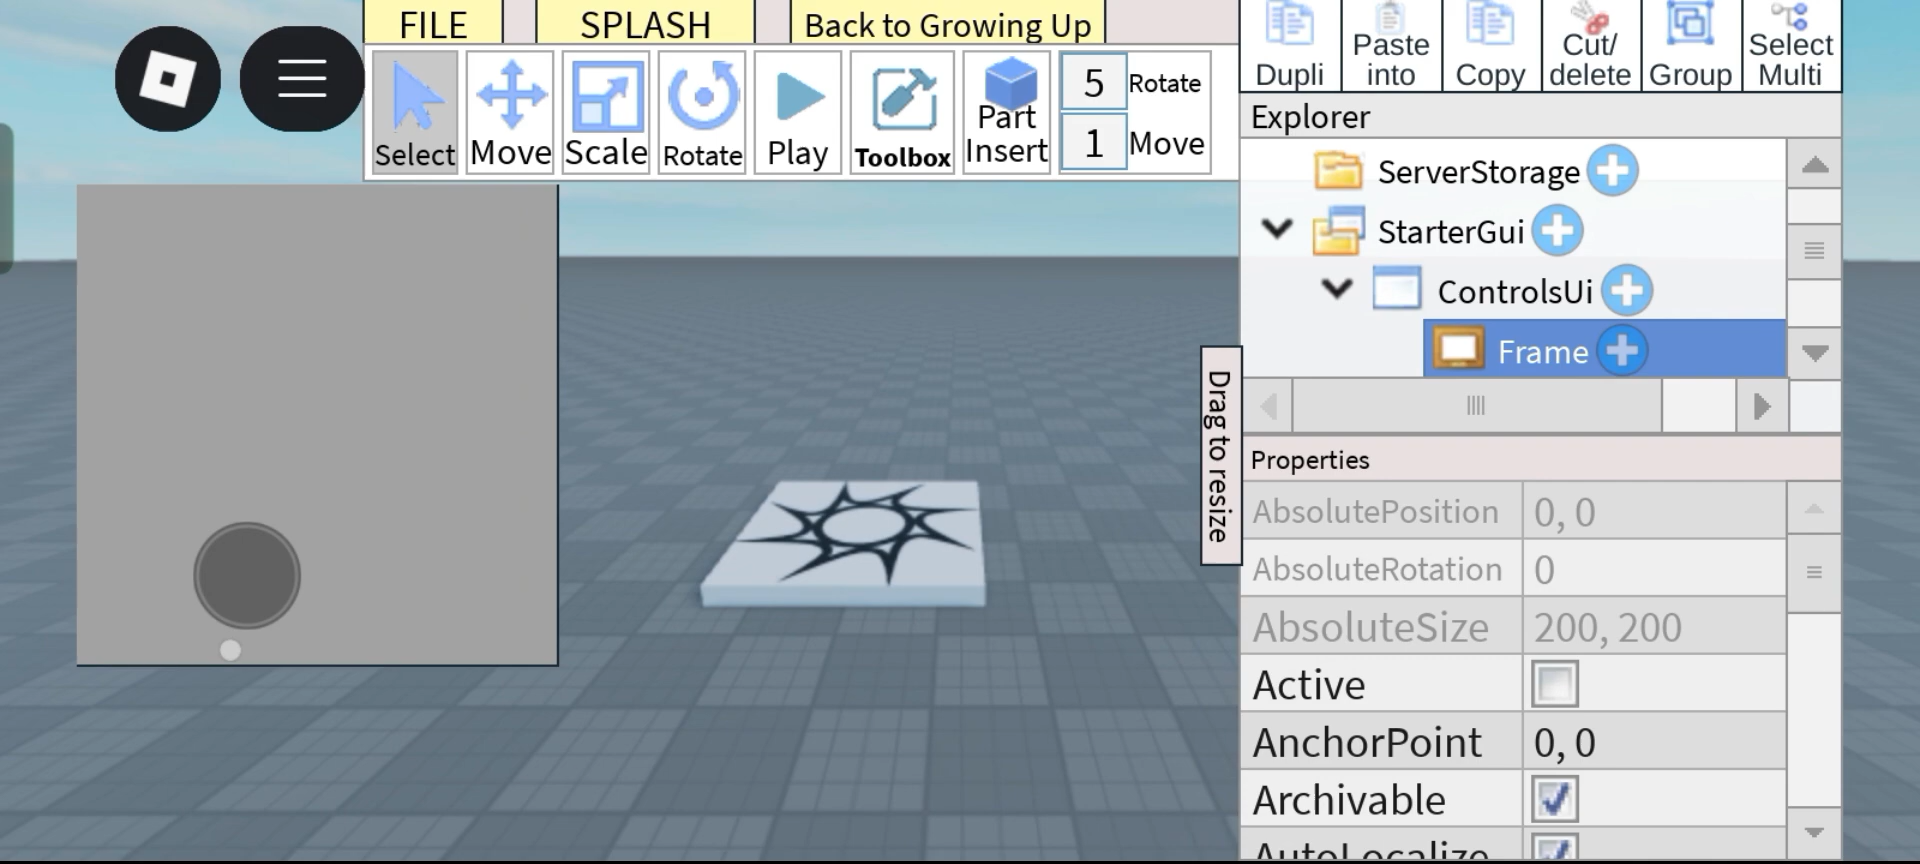 FILE
SPLASH
Back to Growing Up
Select
Move
Scale
Rotate
Play
Toolbox
Part
Insert
5 Rotate
1 Move
Dupli
Paste
into
Copy
Cut/
delete
Group
Select
Multi
Explorer
ServerStorage
StarterGui
ControlsUi
Frame
Drag to resize
Properties
AbsolutePosition 0, 0
AbsoluteRotation 0
AbsoluteSize 200, 200
Active
AnchorPoint 0, 0
Archivable
AutoLocalize